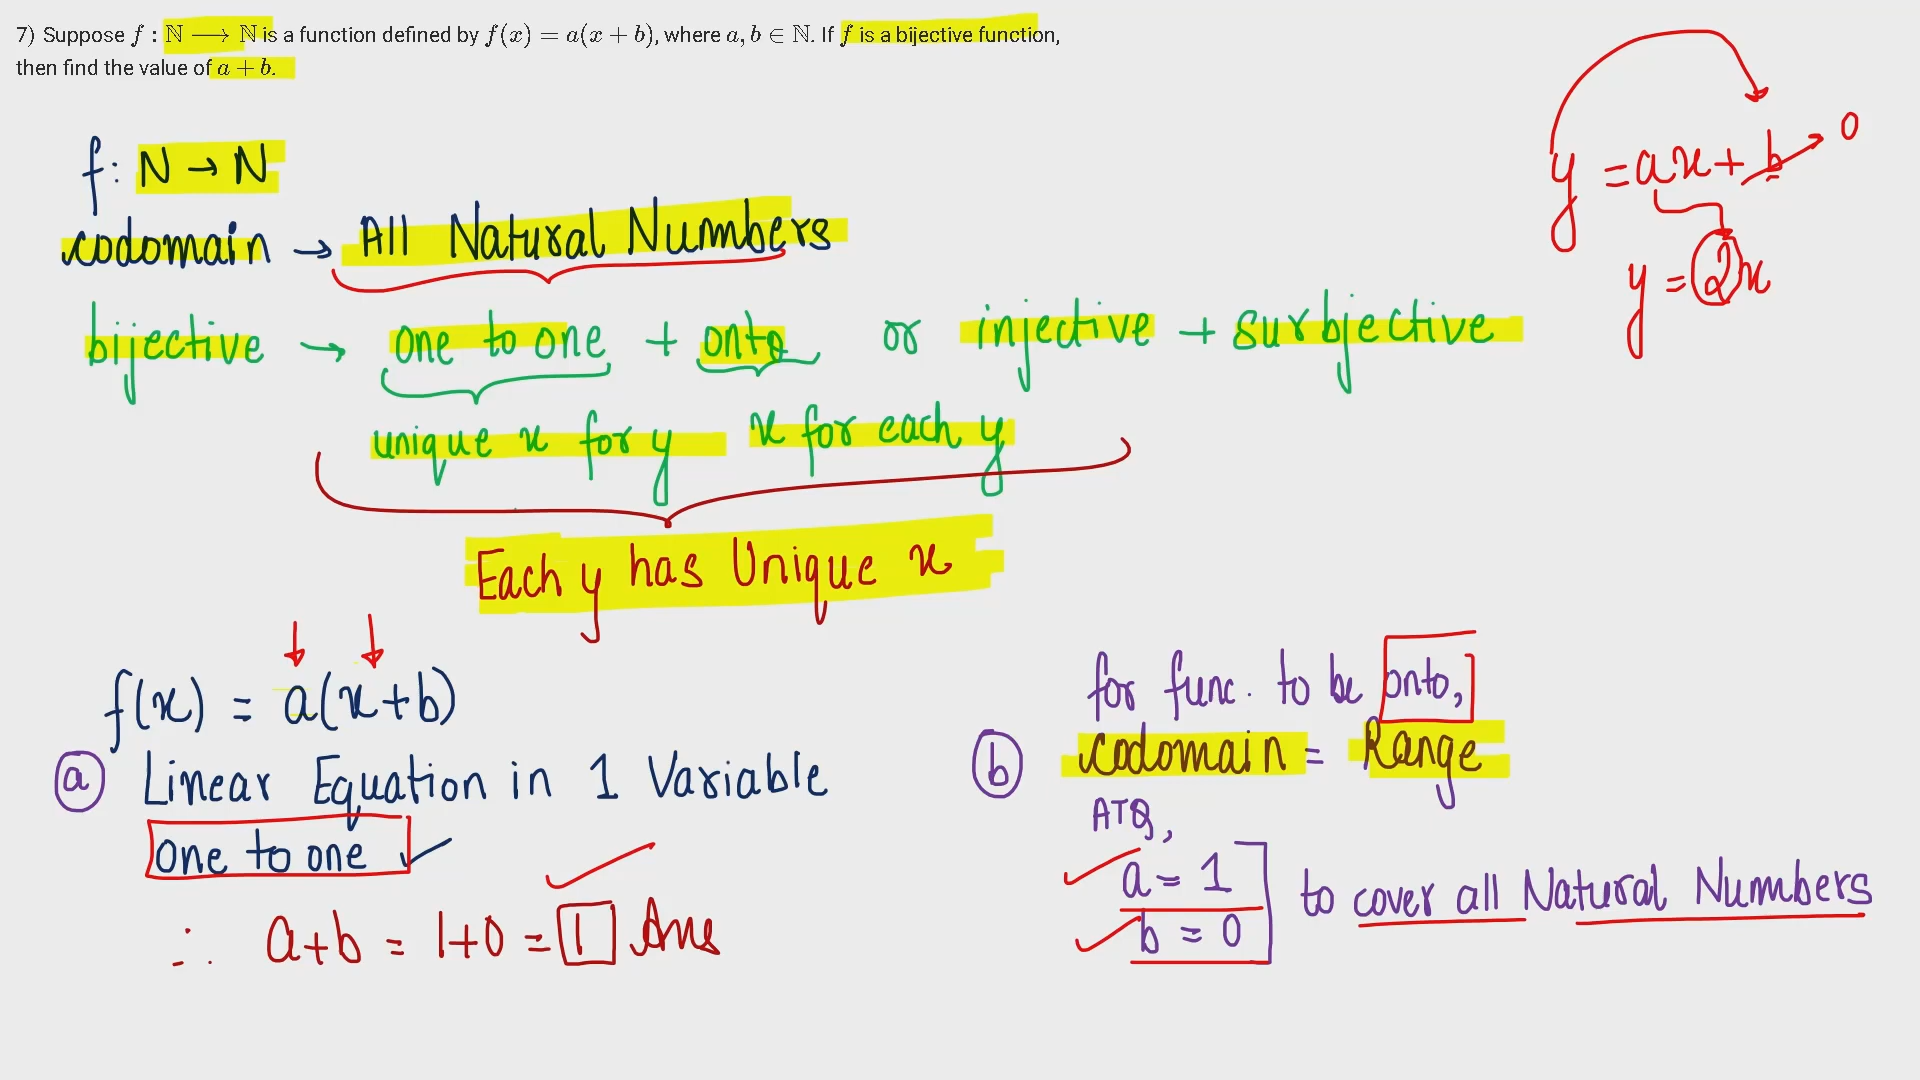 7) Suppose f : ℕ ⟶ ℕ is a function defined by f(x) = a(x + b), where a, b ∈ ℕ. If f is a bijective function,
then find the value of a + b.
f: N → N
codomain → All Natural Numbers
bijective → one to one + onto or injective + surbjective
unique x for y x for each y
Each y has Unique x
y = ax + b → 0
y = 2x
f(x) = a(x+b)
a Linear Equation in 1 Variable
one to one ✓
∴ a+b = 1+0 = 1 Ans
for func. to be onto,
b codomain = Range
ATQ,
a = 1
b = 0
to cover all Natural Numbers